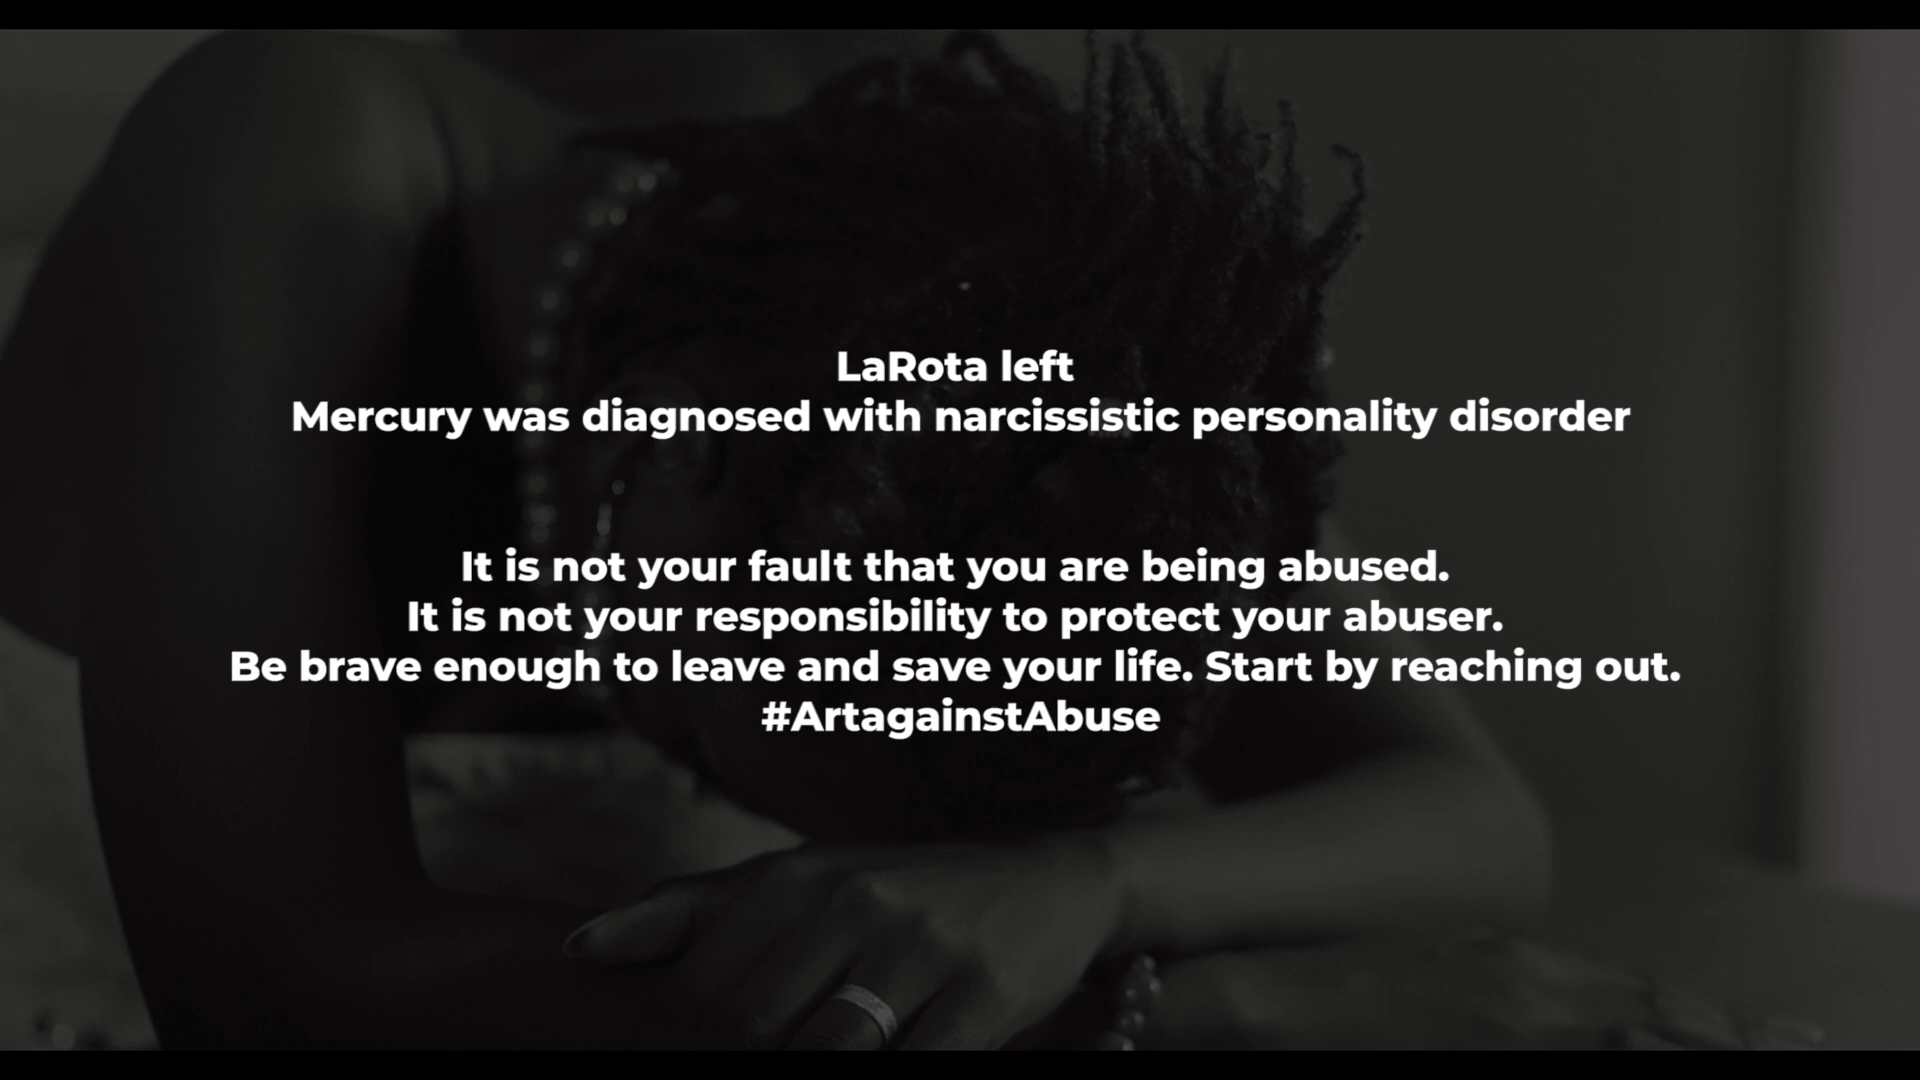 LaRota left
Mercury was diagnosed with narcissistic personality disorder
It is not your fault that you are being abused.
It is not your responsibility to protect your abuser.
Be brave enough to leave and save your life. Start by reaching out.
#ArtagainstAbuse